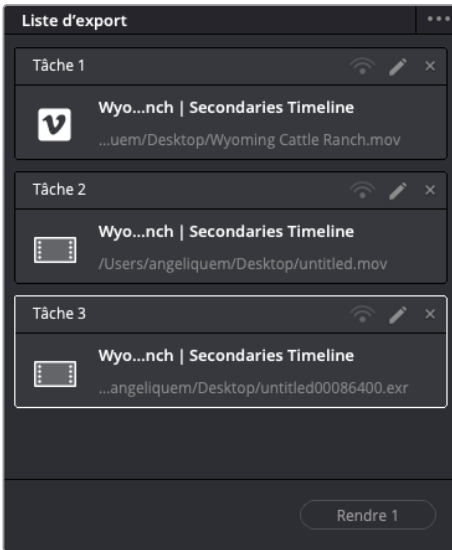 Liste d'export
Tâche 1
Wyo...nch | Secondaries Timeline
...uem/Desktop/Wyoming Cattle Ranch.mov
Tâche 2
Wyo...nch | Secondaries Timeline
/Users/angeliquem/Desktop/untitled.mov
Tâche 3
Wyo...nch | Secondaries Timeline
...angeliquem/Desktop/untitled00086400.exr
Rendre 1